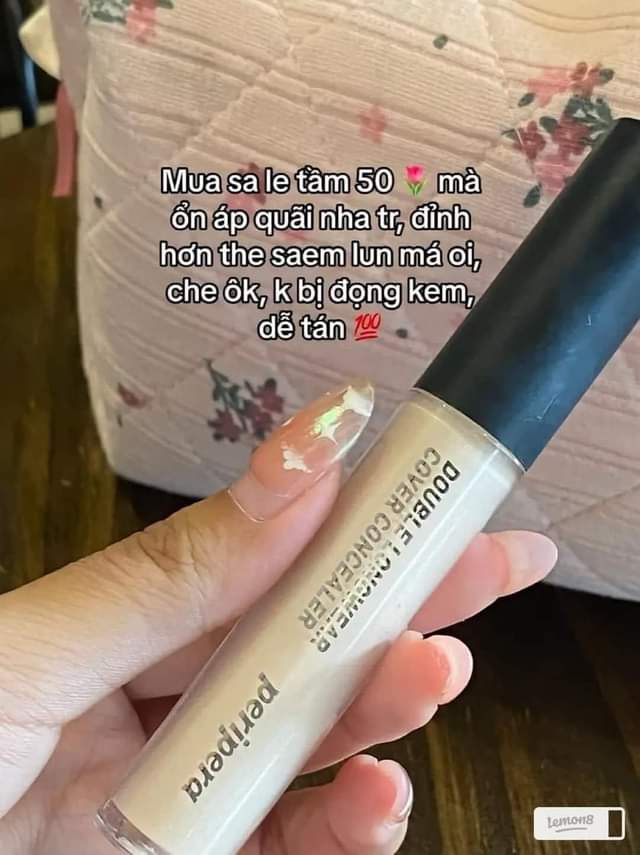 Mua sa le tầm 50 🌷 mà
ổn áp quãi nha tr, đỉnh
hơn the saem lun má oi,
che ôk, k bị đọng kem,
dễ tán 💯
DOUBLE LONGWEAR
COVER CONCEALER
peripera
lemon8